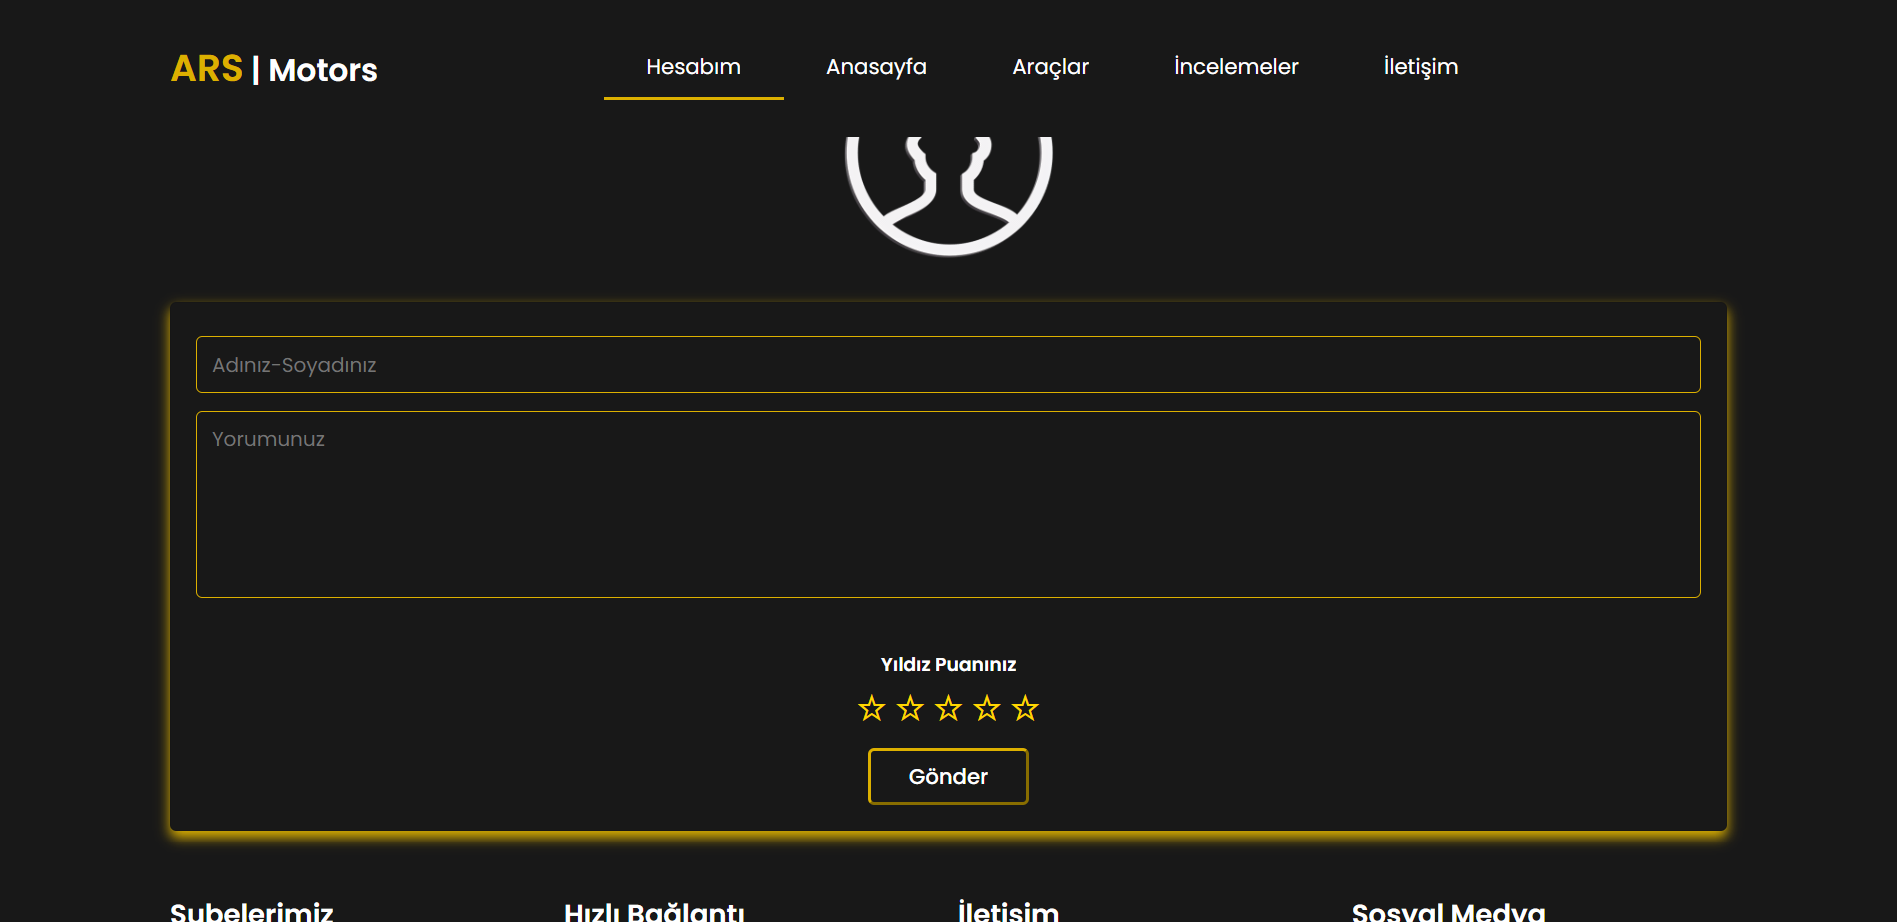 ARS | Motors
Hesabım
Anasayfa
Araçlar
İncelemeler
İletişim
Adınız-Soyadınız
Yorumunuz
Yıldız Puanınız
Gönder
Şubelerimiz
Hızlı Bağlantı
İletişim
Sosyal Medya